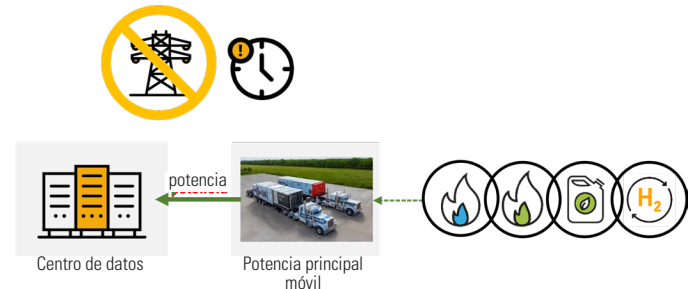 !
potencia
H₂
Centro de datos
Potencia principal
móvil